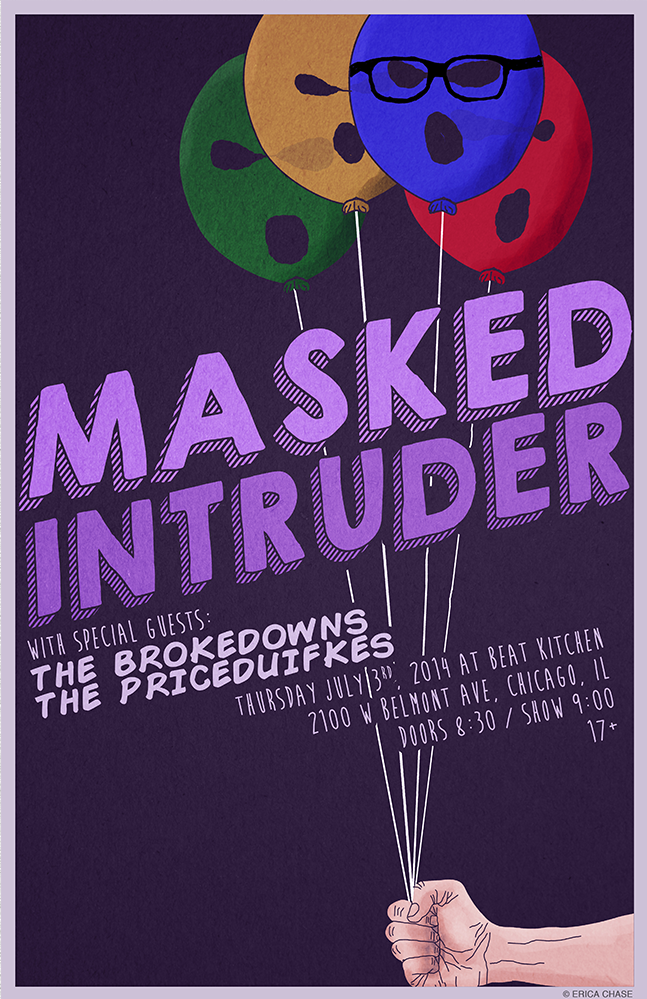 MASKED
INTRUDER
WITH SPECIAL GUESTS:
THE BROKEDOWNS
THE PRICEDUIFKES
THURSDAY JULY 3RD, 2014 AT BEAT KITCHEN
2100 W BELMONT AVE, CHICAGO, IL
DOORS 8:30 / SHOW 9:00
17+
© ERICA CHASE